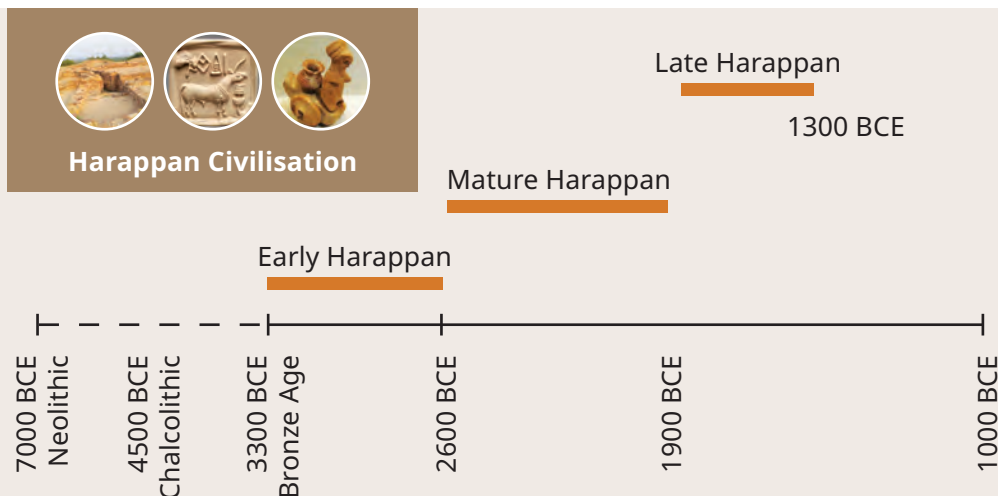 Harappan Civilisation
Late Harappan
1300 BCE
Mature Harappan
Early Harappan
7000 BCE
Neolithic
4500 BCE
Chalcolithic
3300 BCE
Bronze Age
2600 BCE
1900 BCE
1000 BCE